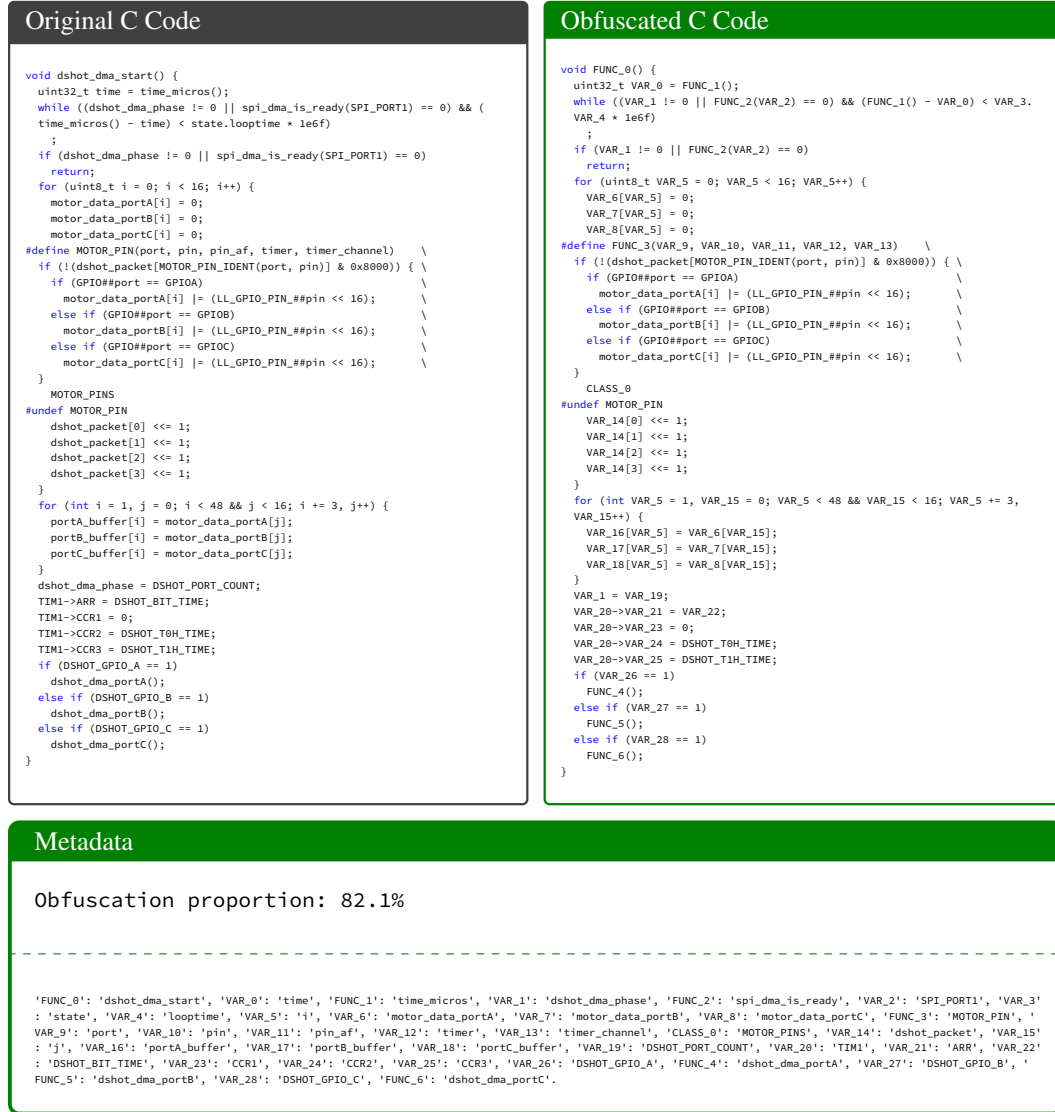 Original C Code
void dshot_dma_start() {
  uint32_t time = time_micros();
  while ((dshot_dma_phase != 0 || spi_dma_is_ready(SPI_PORT1) == 0) && (
  time_micros() - time) < state.looptime * 1e6f)
    ;
  if (dshot_dma_phase != 0 || spi_dma_is_ready(SPI_PORT1) == 0)
    return;
  for (uint8_t i = 0; i < 16; i++) {
    motor_data_portA[i] = 0;
    motor_data_portB[i] = 0;
    motor_data_portC[i] = 0;
#define MOTOR_PIN(port, pin, pin_af, timer, timer_channel)    \
  if (!(dshot_packet[MOTOR_PIN_IDENT(port, pin)] & 0x8000)) { \
    if (GPIO##port == GPIOA)                                  \
      motor_data_portA[i] |= (LL_GPIO_PIN_##pin << 16);       \
    else if (GPIO##port == GPIOB)                             \
      motor_data_portB[i] |= (LL_GPIO_PIN_##pin << 16);       \
    else if (GPIO##port == GPIOC)                             \
      motor_data_portC[i] |= (LL_GPIO_PIN_##pin << 16);       \
  }
    MOTOR_PINS
#undef MOTOR_PIN
    dshot_packet[0] <<= 1;
    dshot_packet[1] <<= 1;
    dshot_packet[2] <<= 1;
    dshot_packet[3] <<= 1;
  }
  for (int i = 1, j = 0; i < 48 && j < 16; i += 3, j++) {
    portA_buffer[i] = motor_data_portA[j];
    portB_buffer[i] = motor_data_portB[j];
    portC_buffer[i] = motor_data_portC[j];
  }
  dshot_dma_phase = DSHOT_PORT_COUNT;
  TIM1->ARR = DSHOT_BIT_TIME;
  TIM1->CCR1 = 0;
  TIM1->CCR2 = DSHOT_T0H_TIME;
  TIM1->CCR3 = DSHOT_T1H_TIME;
  if (DSHOT_GPIO_A == 1)
    dshot_dma_portA();
  else if (DSHOT_GPIO_B == 1)
    dshot_dma_portB();
  else if (DSHOT_GPIO_C == 1)
    dshot_dma_portC();
}
Obfuscated C Code
void FUNC_0() {
  uint32_t VAR_0 = FUNC_1();
  while ((VAR_1 != 0 || FUNC_2(VAR_2) == 0) && (FUNC_1() - VAR_0) < VAR_3.
  VAR_4 * 1e6f)
    ;
  if (VAR_1 != 0 || FUNC_2(VAR_2) == 0)
    return;
  for (uint8_t VAR_5 = 0; VAR_5 < 16; VAR_5++) {
    VAR_6[VAR_5] = 0;
    VAR_7[VAR_5] = 0;
    VAR_8[VAR_5] = 0;
#define FUNC_3(VAR_9, VAR_10, VAR_11, VAR_12, VAR_13)    \
  if (!(dshot_packet[MOTOR_PIN_IDENT(port, pin)] & 0x8000)) { \
    if (GPIO##port == GPIOA)                                  \
      motor_data_portA[i] |= (LL_GPIO_PIN_##pin << 16);       \
    else if (GPIO##port == GPIOB)                             \
      motor_data_portB[i] |= (LL_GPIO_PIN_##pin << 16);       \
    else if (GPIO##port == GPIOC)                             \
      motor_data_portC[i] |= (LL_GPIO_PIN_##pin << 16);       \
  }
    CLASS_0
#undef MOTOR_PIN
    VAR_14[0] <<= 1;
    VAR_14[1] <<= 1;
    VAR_14[2] <<= 1;
    VAR_14[3] <<= 1;
  }
  for (int VAR_5 = 1, VAR_15 = 0; VAR_5 < 48 && VAR_15 < 16; VAR_5 += 3,
  VAR_15++) {
    VAR_16[VAR_5] = VAR_6[VAR_15];
    VAR_17[VAR_5] = VAR_7[VAR_15];
    VAR_18[VAR_5] = VAR_8[VAR_15];
  }
  VAR_1 = VAR_19;
  VAR_20->VAR_21 = VAR_22;
  VAR_20->VAR_23 = 0;
  VAR_20->VAR_24 = DSHOT_T0H_TIME;
  VAR_20->VAR_25 = DSHOT_T1H_TIME;
  if (VAR_26 == 1)
    FUNC_4();
  else if (VAR_27 == 1)
    FUNC_5();
  else if (VAR_28 == 1)
    FUNC_6();
}
Metadata
Obfuscation proportion: 82.1%
'FUNC_0': 'dshot_dma_start', 'VAR_0': 'time', 'FUNC_1': 'time_micros', 'VAR_1': 'dshot_dma_phase', 'FUNC_2': 'spi_dma_is_ready', 'VAR_2': 'SPI_PORT1', 'VAR_3'
: 'state', 'VAR_4': 'looptime', 'VAR_5': 'i', 'VAR_6': 'motor_data_portA', 'VAR_7': 'motor_data_portB', 'VAR_8': 'motor_data_portC', 'FUNC_3': 'MOTOR_PIN', '
VAR_9': 'port', 'VAR_10': 'pin', 'VAR_11': 'pin_af', 'VAR_12': 'timer', 'VAR_13': 'timer_channel', 'CLASS_0': 'MOTOR_PINS', 'VAR_14': 'dshot_packet', 'VAR_15'
: 'j', 'VAR_16': 'portA_buffer', 'VAR_17': 'portB_buffer', 'VAR_18': 'portC_buffer', 'VAR_19': 'DSHOT_PORT_COUNT', 'VAR_20': 'TIM1', 'VAR_21': 'ARR', 'VAR_22'
: 'DSHOT_BIT_TIME', 'VAR_23': 'CCR1', 'VAR_24': 'CCR2', 'VAR_25': 'CCR3', 'VAR_26': 'DSHOT_GPIO_A', 'FUNC_4': 'dshot_dma_portA', 'VAR_27': 'DSHOT_GPIO_B', '
FUNC_5': 'dshot_dma_portB', 'VAR_28': 'DSHOT_GPIO_C', 'FUNC_6': 'dshot_dma_portC'.